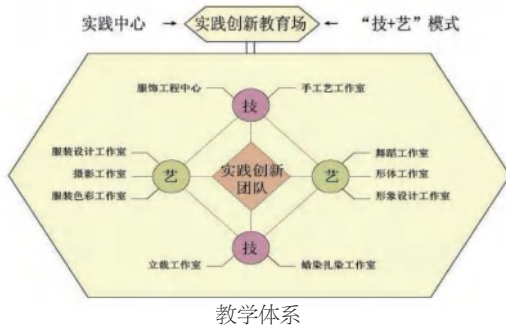 实践中心 → 实践创新教育场 ← “技+艺”模式
服饰工程中心 技 手工艺工作室
服装设计工作室 舞蹈工作室
摄影工作室 艺 实践创新 艺 形体工作室
服装色彩工作室 团队 形象设计工作室
立裁工作室 技 蜡染扎染工作室
教学体系